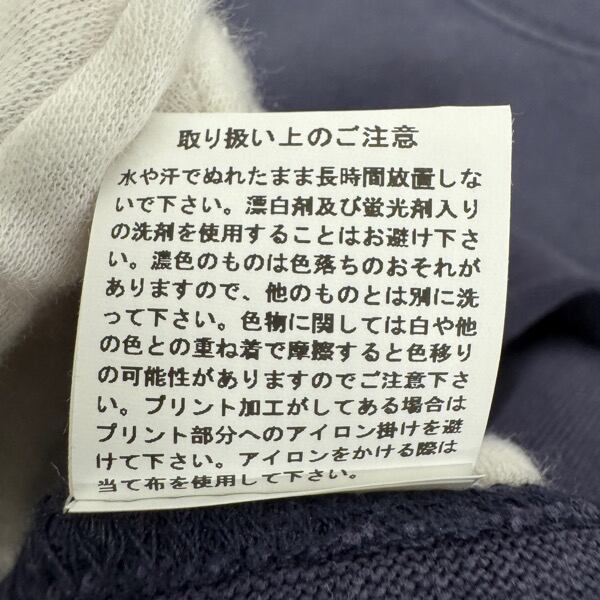 取り扱い上のご注意
水や汗でぬれたまま長時間放置しな
いで下さい。漂白剤及び蛍光剤入り
の洗剤を使用することはお避け下さ
い。濃色のものは色落ちのおそれが
ありますので、他のものとは別に洗
って下さい。色物に関しては白や他
の色との重ね着で摩擦すると色移り
の可能性がありますのでご注意下さ
い。プリント加工がしてある場合は
プリント部分へのアイロン掛けを避
けて下さい。アイロンをかける際は
当て布を使用して下さい。